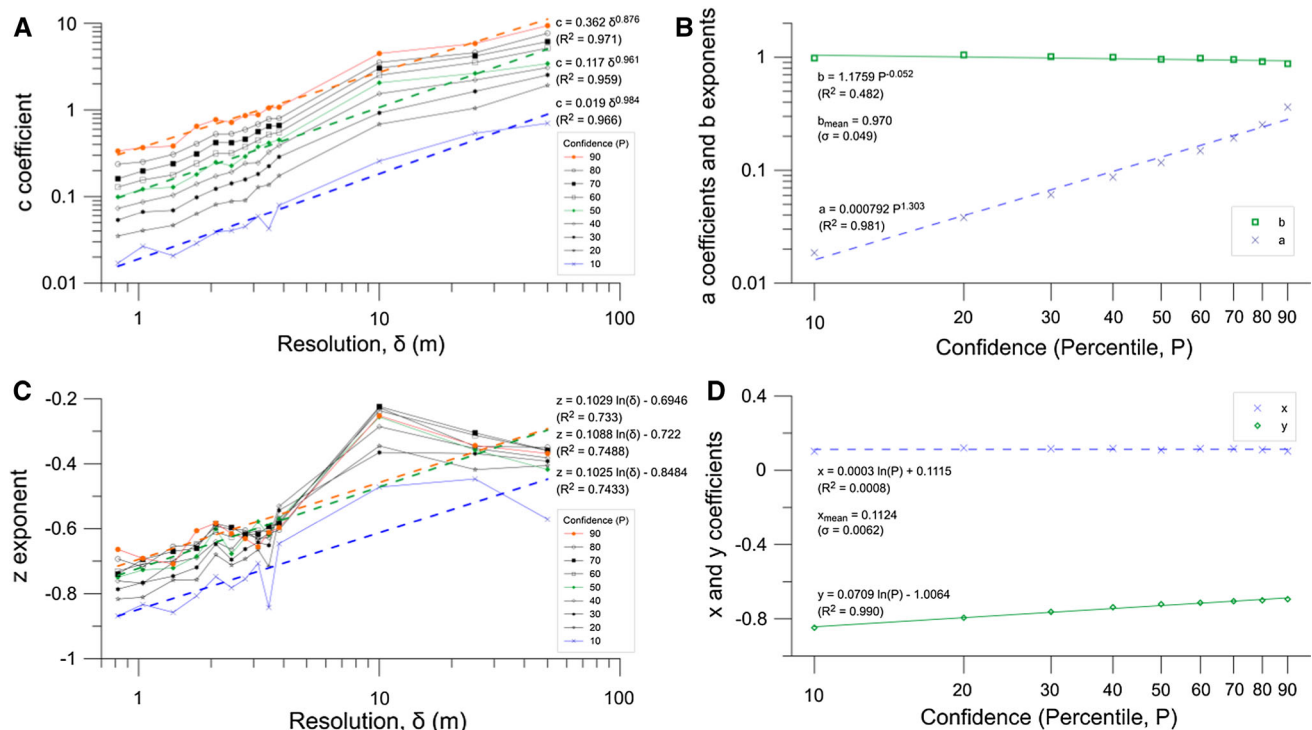 A
10
1
0.1
0.01
c coefficient
1
10
100
Resolution, δ (m)
c = 0.362 δ^0.876
(R² = 0.971)
c = 0.117 δ^0.961
(R² = 0.959)
c = 0.019 δ^0.984
(R² = 0.966)
Confidence (P)
90
80
70
60
50
40
30
20
10
B
1
0.1
0.01
a coefficients and b exponents
b = 1.1759 P^-0.052
(R² = 0.482)
b_mean = 0.970
(σ = 0.049)
a = 0.000792 P^1.303
(R² = 0.981)
b
a
10
20
30
40
50
60
70
80
90
Confidence (Percentile, P)
C
-0.2
-0.4
-0.6
-0.8
-1
z exponent
1
10
100
Resolution, δ (m)
z = 0.1029 ln(δ) - 0.6946
(R² = 0.733)
z = 0.1088 ln(δ) - 0.722
(R² = 0.7488)
z = 0.1025 ln(δ) - 0.8484
(R² = 0.7433)
Confidence (P)
90
80
70
60
50
40
30
20
10
D
0.4
0
-0.4
-0.8
x and y coefficients
x
y
x = 0.0003 ln(P) + 0.1115
(R² = 0.0008)
x_mean = 0.1124
(σ = 0.0062)
y = 0.0709 ln(P) - 1.0064
(R² = 0.990)
10
20
30
40
50
60
70
80
90
Confidence (Percentile, P)